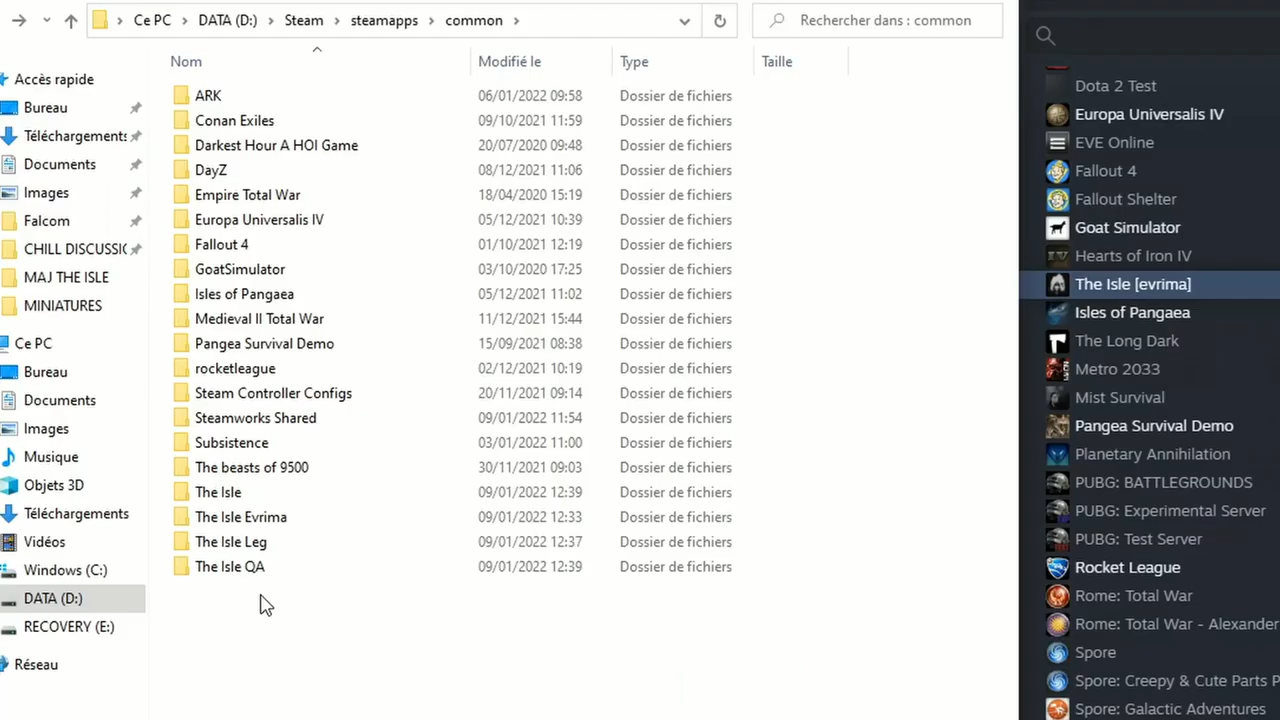 Ce PC > DATA (D:) > Steam > steamapps > common >
Rechercher dans : common
Nom Modifié le Type Taille
Accès rapide
Bureau
Téléchargements
Documents
Images
Falcom
CHILL DISCUSSIO
MAJ THE ISLE
MINIATURES
Ce PC
Bureau
Documents
Images
Musique
Objets 3D
Téléchargements
Vidéos
Windows (C:)
DATA (D:)
RECOVERY (E:)
Réseau
ARK 06/01/2022 09:58 Dossier de fichiers
Conan Exiles 09/10/2021 11:59 Dossier de fichiers
Darkest Hour A HOI Game 20/07/2020 09:48 Dossier de fichiers
DayZ 08/12/2021 11:06 Dossier de fichiers
Empire Total War 18/04/2020 15:19 Dossier de fichiers
Europa Universalis IV 05/12/2021 10:39 Dossier de fichiers
Fallout 4 01/10/2021 12:19 Dossier de fichiers
GoatSimulator 03/10/2020 17:25 Dossier de fichiers
Isles of Pangaea 05/12/2021 11:02 Dossier de fichiers
Medieval II Total War 11/12/2021 15:44 Dossier de fichiers
Pangea Survival Demo 15/09/2021 08:38 Dossier de fichiers
rocketleague 02/12/2021 10:19 Dossier de fichiers
Steam Controller Configs 20/11/2021 09:14 Dossier de fichiers
Steamworks Shared 09/01/2022 11:54 Dossier de fichiers
Subsistence 03/01/2022 11:00 Dossier de fichiers
The beasts of 9500 30/11/2021 09:03 Dossier de fichiers
The Isle 09/01/2022 12:39 Dossier de fichiers
The Isle Evrima 09/01/2022 12:33 Dossier de fichiers
The Isle Leg 09/01/2022 12:37 Dossier de fichiers
The Isle QA 09/01/2022 12:39 Dossier de fichiers
Dota 2 Test
Europa Universalis IV
EVE Online
Fallout 4
Fallout Shelter
Goat Simulator
Hearts of Iron IV
The Isle [evrima]
Isles of Pangaea
The Long Dark
Metro 2033
Mist Survival
Pangea Survival Demo
Planetary Annihilation
PUBG: BATTLEGROUNDS
PUBG: Experimental Server
PUBG: Test Server
Rocket League
Rome: Total War
Rome: Total War - Alexander
Spore
Spore: Creepy & Cute Parts P
Spore: Galactic Adventures